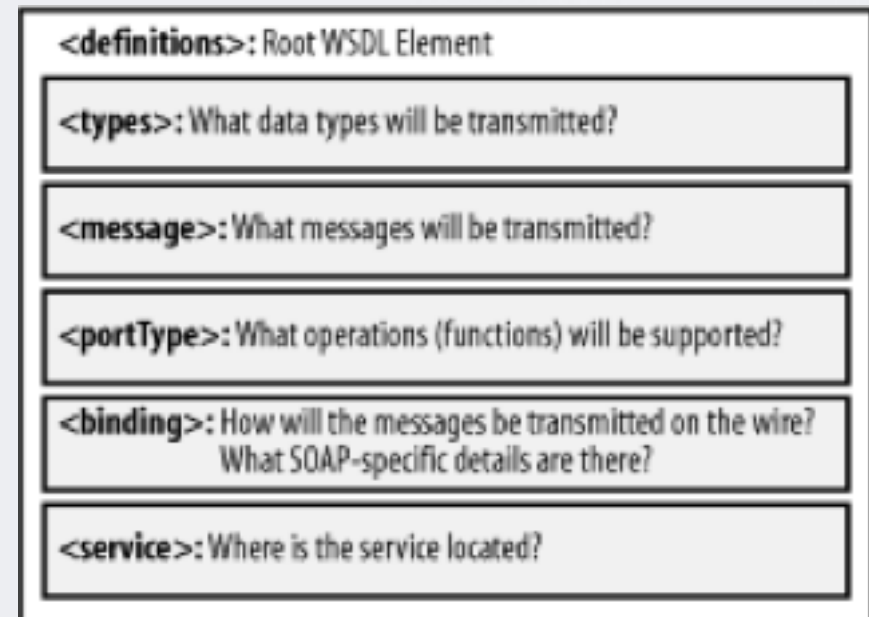 <definitions>: Root WSDL Element
<types>: What data types will be transmitted?
<message>: What messages will be transmitted?
<portType>: What operations (functions) will be supported?
<binding>: How will the messages be transmitted on the wire?
What SOAP-specific details are there?
<service>: Where is the service located?